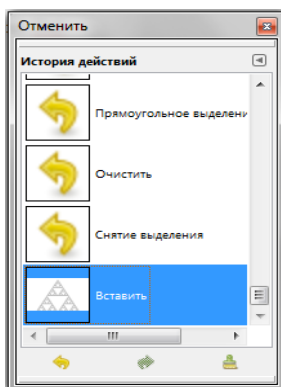 Отменить
История действий
Прямоугольное выделени
Очистить
Снятие выделения
Вставить